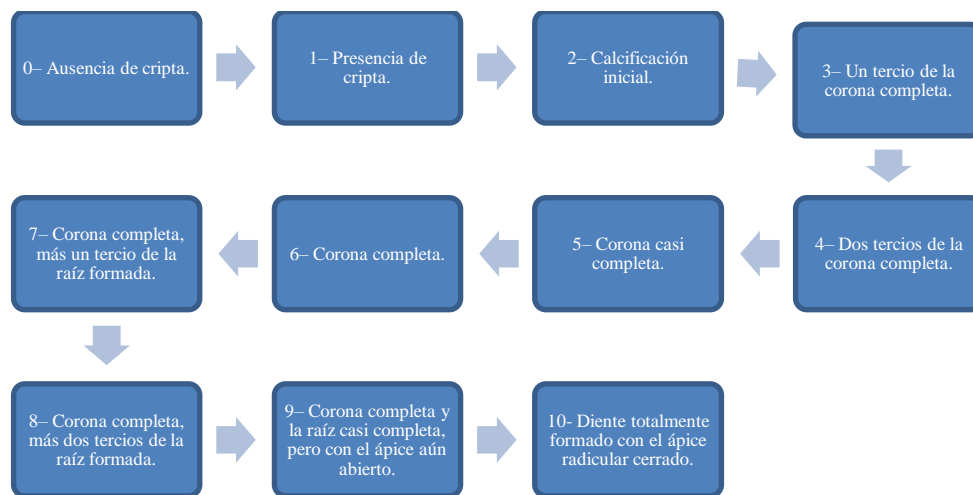 0– Ausencia de cripta.
1– Presencia de
cripta.
2– Calcificación
inicial.
3– Un tercio de la
corona completa.
4– Dos tercios de la
corona completa.
5– Corona casi
completa.
6– Corona completa.
7– Corona completa,
más un tercio de la
raíz formada.
8– Corona completa,
más dos tercios de la
raíz formada.
9– Corona completa y
la raíz casi completa,
pero con el ápice aún
abierto.
10- Diente totalmente
formado con el ápice
radicular cerrado.